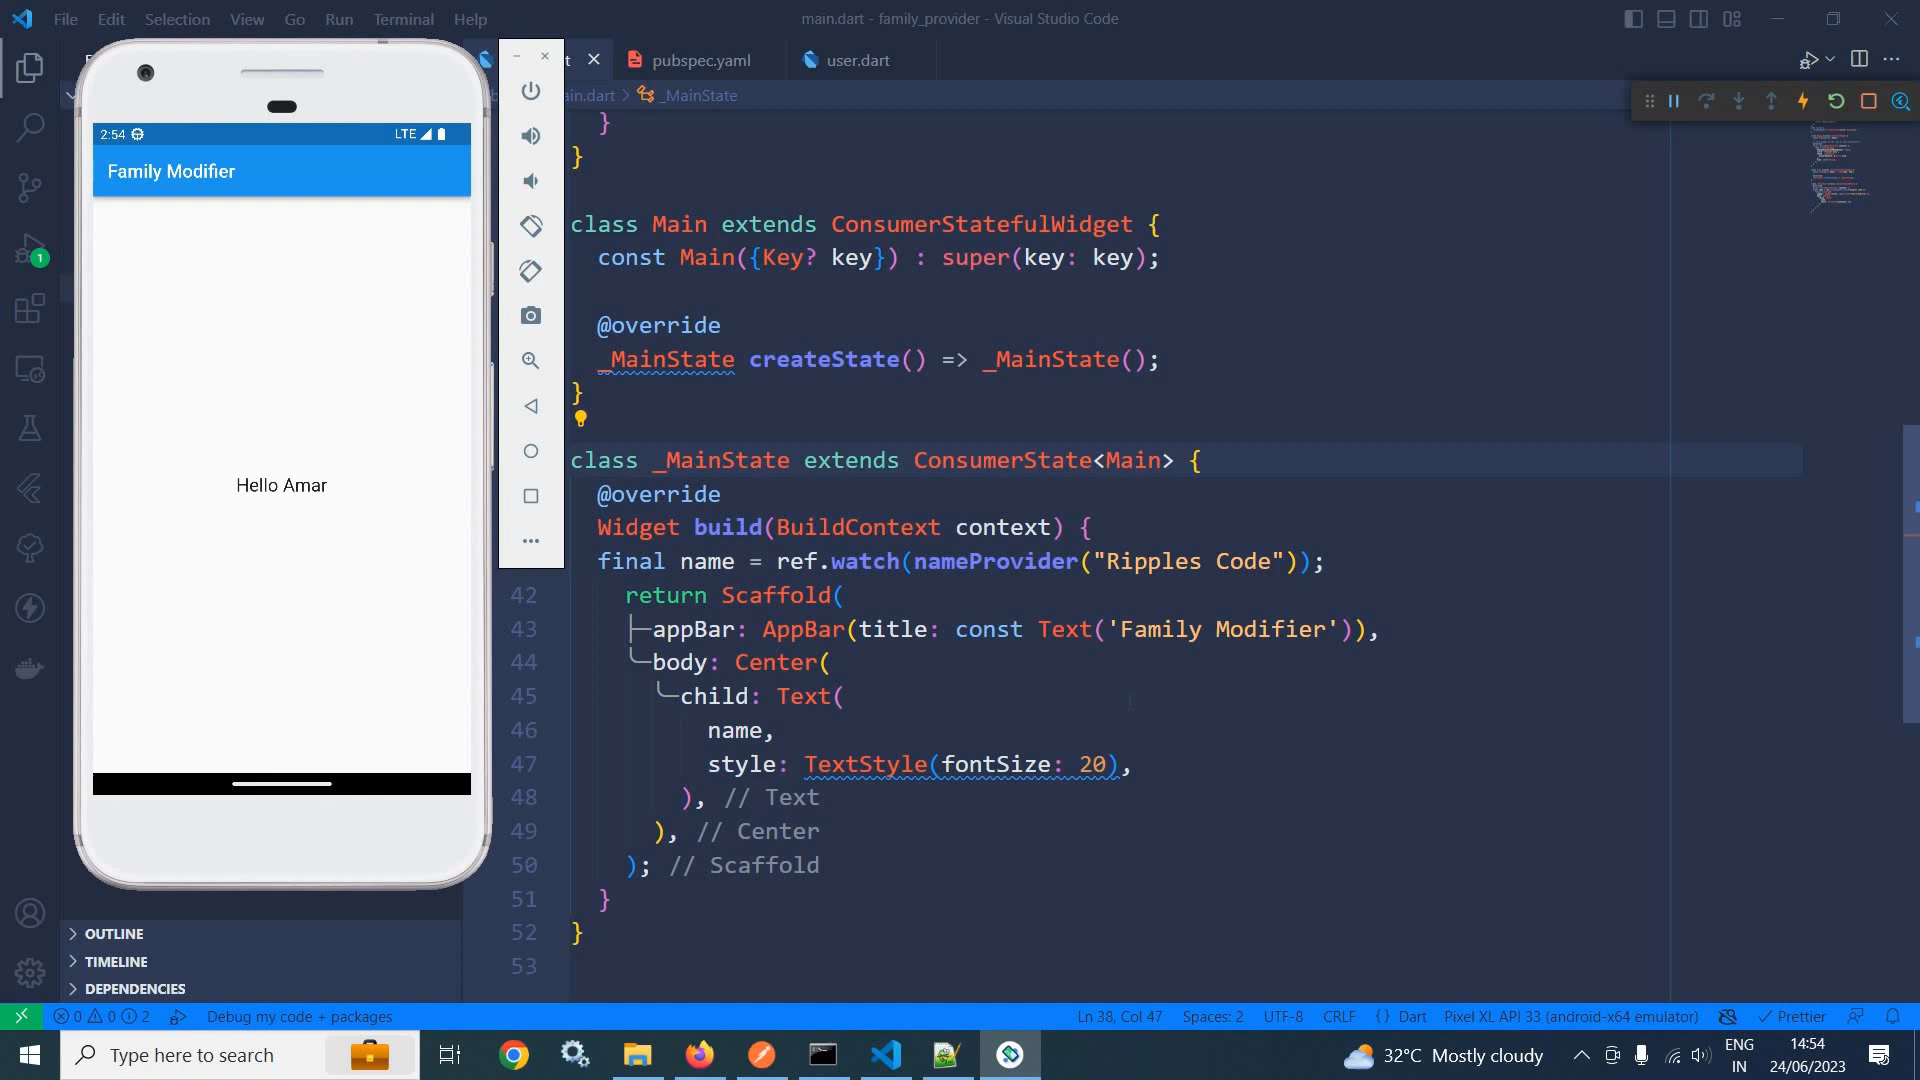 File Edit Selection View Go Run Terminal Help
main.dart - family_provider - Visual Studio Code
pubspec.yaml
user.dart
ain.dart > _MainState
2:54
LTE
Family Modifier
Hello Amar
}
}
class Main extends ConsumerStatefulWidget {
const Main({Key? key}) : super(key: key);
@override
_MainState createState() => _MainState();
}
class _MainState extends ConsumerState<Main> {
@override
Widget build(BuildContext context) {
final name = ref.watch(nameProvider("Ripples Code"));
42 return Scaffold(
43 appBar: AppBar(title: const Text('Family Modifier')),
44 body: Center(
45 child: Text(
46 name,
47 style: TextStyle(fontSize: 20),
48 ), // Text
49 ), // Center
50 ); // Scaffold
51 }
52 }
53
1
OUTLINE
TIMELINE
DEPENDENCIES
0 0 2 Debug my code + packages
Ln 38, Col 47 Spaces: 2 UTF-8 CRLF {} Dart Pixel XL API 33 (android-x64 emulator) Prettier
Type here to search
32°C Mostly cloudy
ENG
IN
14:54
24/06/2023